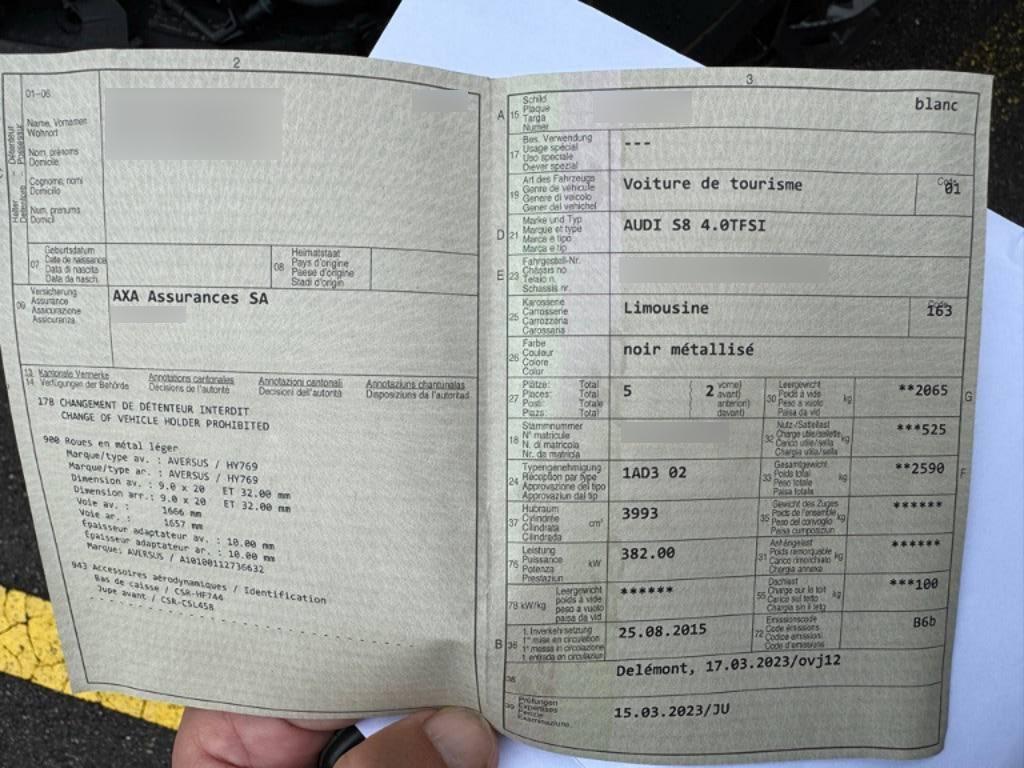 2
01-06
Name, Vornamen
Wohnort
Nom, prénoms
Domicile
Cognome, nomi
Domicilio
Num, prenums
Domicil
Halter Détenteur
Detentore Possessur
07
Geburtsdatum
Date de naissance
Data di nascita
Data da nasch.
08
Heimatstaat
Pays d'origine
Paese d'origine
Stadi d'origin
09
Versicherung
Assurance
Assicurazione
Assicuranza
AXA Assurances SA
13
14
Kantonale Vermerke
Verfügungen der Behörde
Annotations cantonales
Décisions de l'autorité
Annotazioni cantonali
Decisioni dell'autorità
Annotaziuns chantunalas
Disposiziuns da l'autoritad
178 CHANGEMENT DE DÉTENTEUR INTERDIT
CHANGE OF VEHICLE HOLDER PROHIBITED
900 Roues en métal léger
Marque/type av. : AVERSUS / HY769
Marque/type ar. : AVERSUS / HY769
Dimension av. : 9.0 x 20 ET 32.00 mm
Dimension arr.: 9.0 x 20 ET 32.00 mm
Voie av. : 1666 mm
Voie ar. : 1657 mm
Épaisseur adaptateur av. : 10.00 mm
Épaisseur adaptateur ar. : 10.00 mm
Marque: AVERSUS / A10100112736632
943 Accessoires aérodynamiques / Identification
Bas de caisse / CSR-HF744
Jupe avant / CSR-CSL458
3
A 15
Schild
Plaque
Targa
Numer
blanc
17
Bes. Verwendung
Usage spécial
Uso speciale
Diever spezial
---
19
Art des Fahrzeugs
Genre de véhicule
Genere di veicolo
Gener dal vehichel
Voiture de tourisme
Code
01
D 21
Marke und Typ
Marque et type
Marca e tipo
Marca e tip
AUDI S8 4.0TFSI
E 23
Fahrgestell-Nr.
Châssis no
Telaio n.
Schassis nr.
25
Karosserie
Carrosserie
Carrozzeria
Carossaria
Limousine
Code
163
26
Farbe
Couleur
Colore
Colur
noir métallisé
27
Plätze: Total
Places: Total
Posti: Totale
Plazs: Total
5
2
vorne)
avant)
anteriori)
davant)
30
Leergewicht
Poids à vide
Peso a vuoto
Paisa da vid
kg
**2065
G
18
Stammnummer
N° matricule
N. di matricola
Nr. da matricla
32
Nutz-/Sattellast
Charge utile/sellette
Carico utile/sella
Chargia utila/sella
kg
***525
24
Typengenehmigung
Réception par type
Approvazione del tipo
Approvaziun dal tip
1AD3 02
33
Gesamtgewicht
Poids total
Peso totale
Paisa totala
kg
**2590
F
37
Hubraum
Cylindrée
Cilindrata
Cilindrada
cm³
3993
35
Gewicht des Zuges
Poids de l'ensemble
Peso del convoglio
Paisa cumposiziun
kg
******
76
Leistung
Puissance
Potenza
Prestaziun
kW
382.00
31
Anhängelast
Poids remorquable
Carico rimorchiato
Chargia annexa
kg
******
78 kW/kg
Leergewicht
poids à vide
peso a vuoto
paisa da vid
******
55
Dachlast
Charge sur le toit
Carico sul tetto
Chargia sin il tetg
kg
***100
B 36
1. Inverkehrsetzung
1re mise en circulation
1a messa in circolazione
1. entrada en circulaziun
25.08.2015
72
Emissionscode
Code émissions
Codice emissioni
Code d'emissiuns
B6b
38
Delémont, 17.03.2023/ovj12
39
Prüfungen
Expertises
Perizie
Examinaziuns
15.03.2023/JU